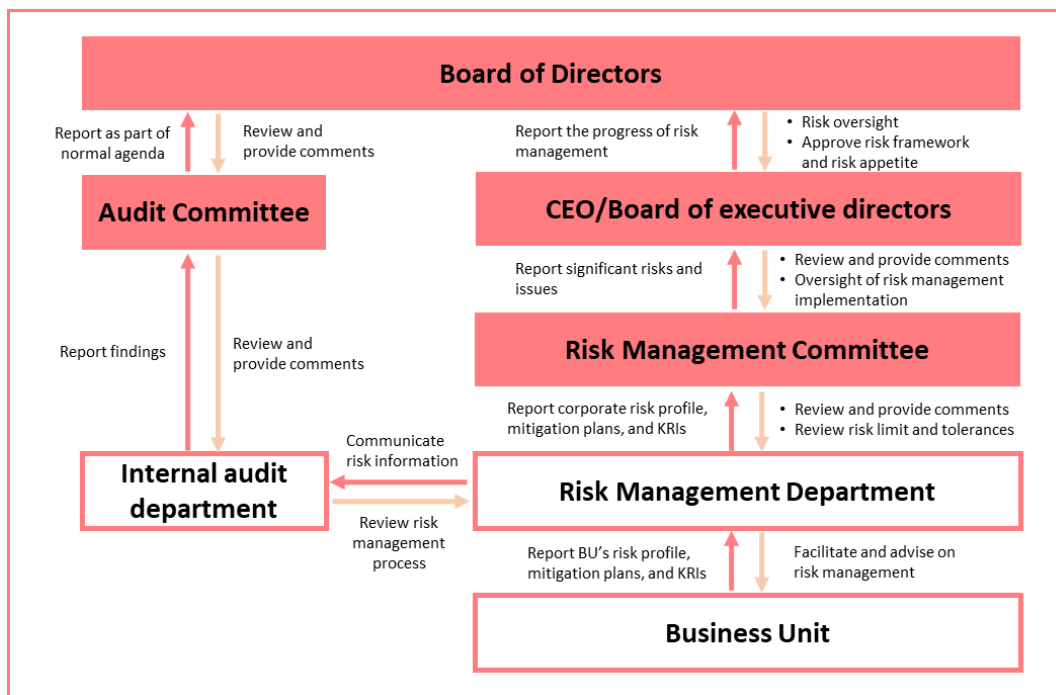 Board of Directors
Report as part of
normal agenda
Review and
provide comments
Report the progress of risk
management
• Risk oversight
• Approve risk framework
and risk appetite
Audit Committee
CEO/Board of executive directors
Report significant risks and
issues
• Review and provide comments
• Oversight of risk management
implementation
Report findings
Review and
provide comments
Risk Management Committee
Report corporate risk profile,
mitigation plans, and KRIs
• Review and provide comments
• Review risk limit and tolerances
Communicate
risk information
Internal audit
department
Risk Management Department
Review risk
management
process
Report BU's risk profile,
mitigation plans, and KRIs
Facilitate and advise on
risk management
Business Unit